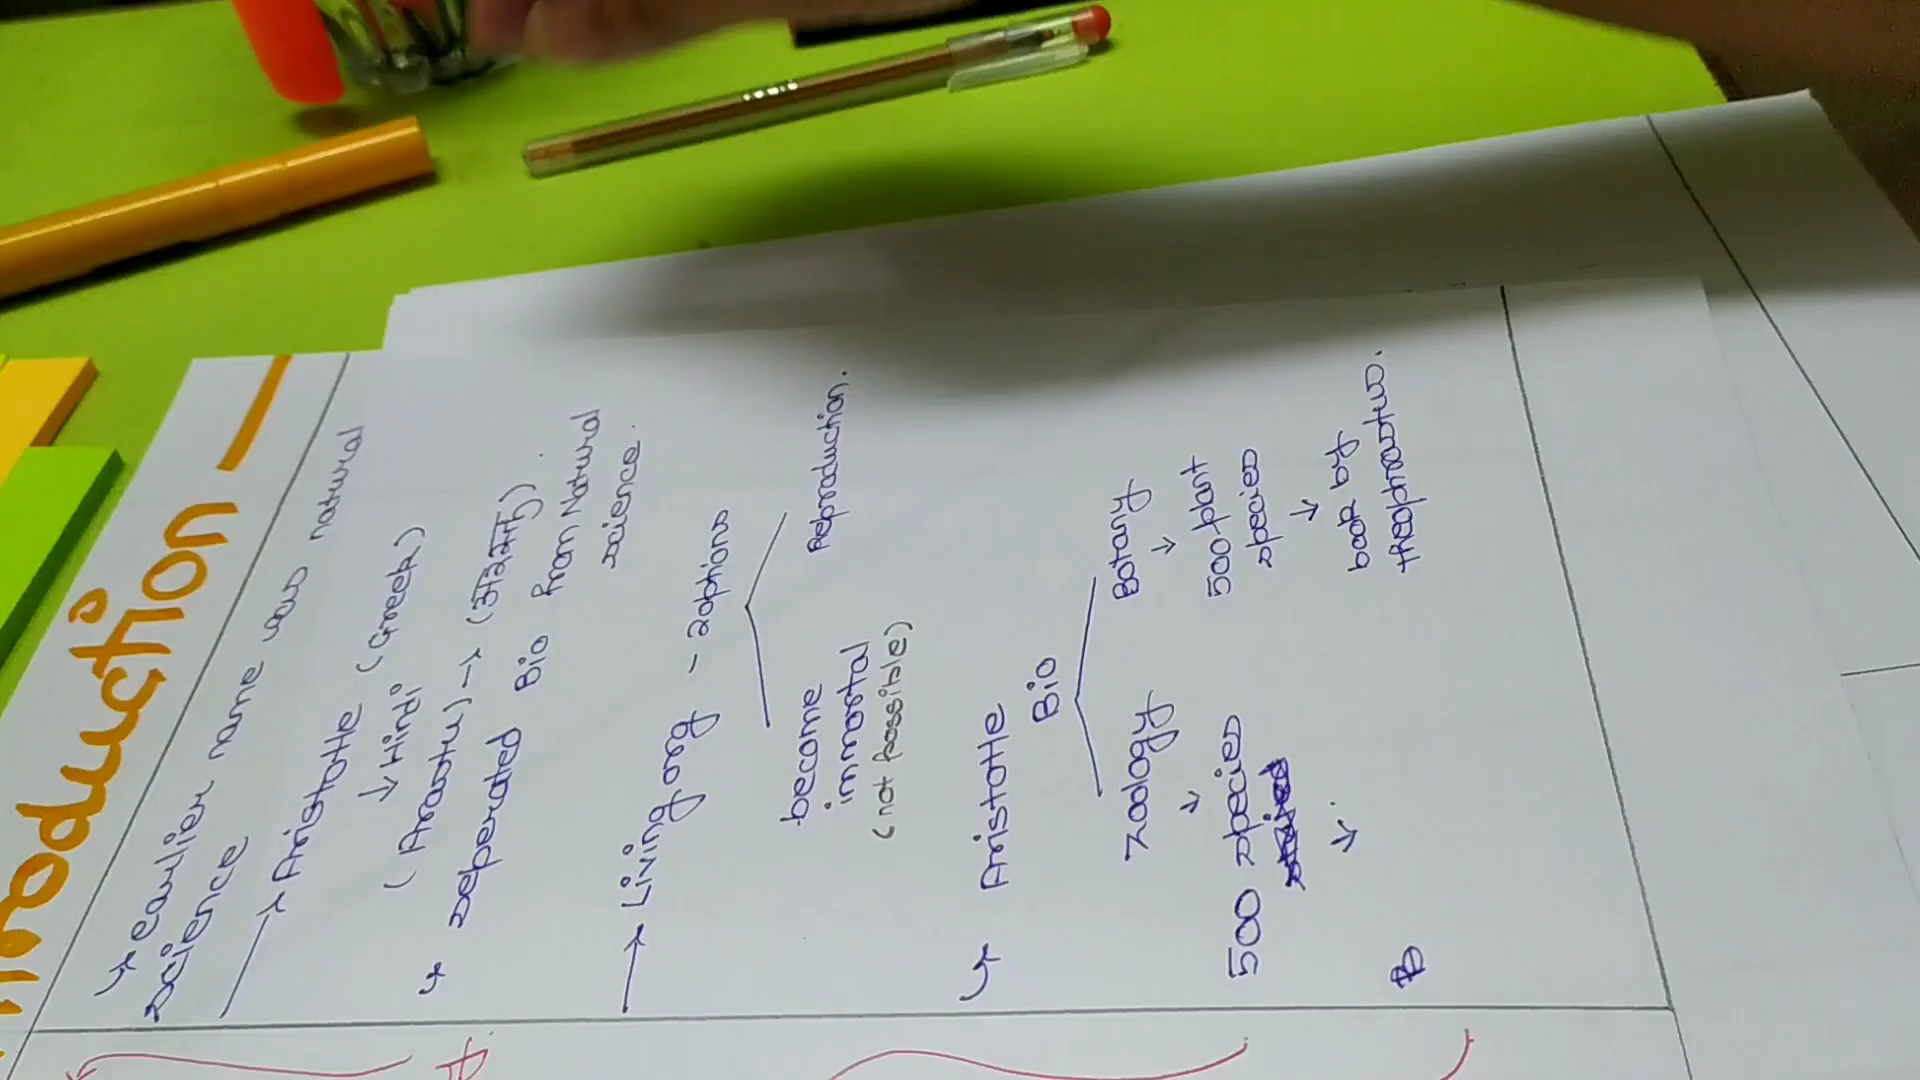 Introduction
↳ earlier name was natural
science
→ Aristotle (Greek)
↓ Hindi
(Arastu) → (अरस्तु).
↳ seperated Bio from Natural
science.
→ Living org - 2 options
become
immortal
(not possible)
Reproduction.
↳ Aristotle
Bio
Zoology
↓
500 species
↓
Botany
↓
500 plant
species
↓
book by
theophrastus.
B